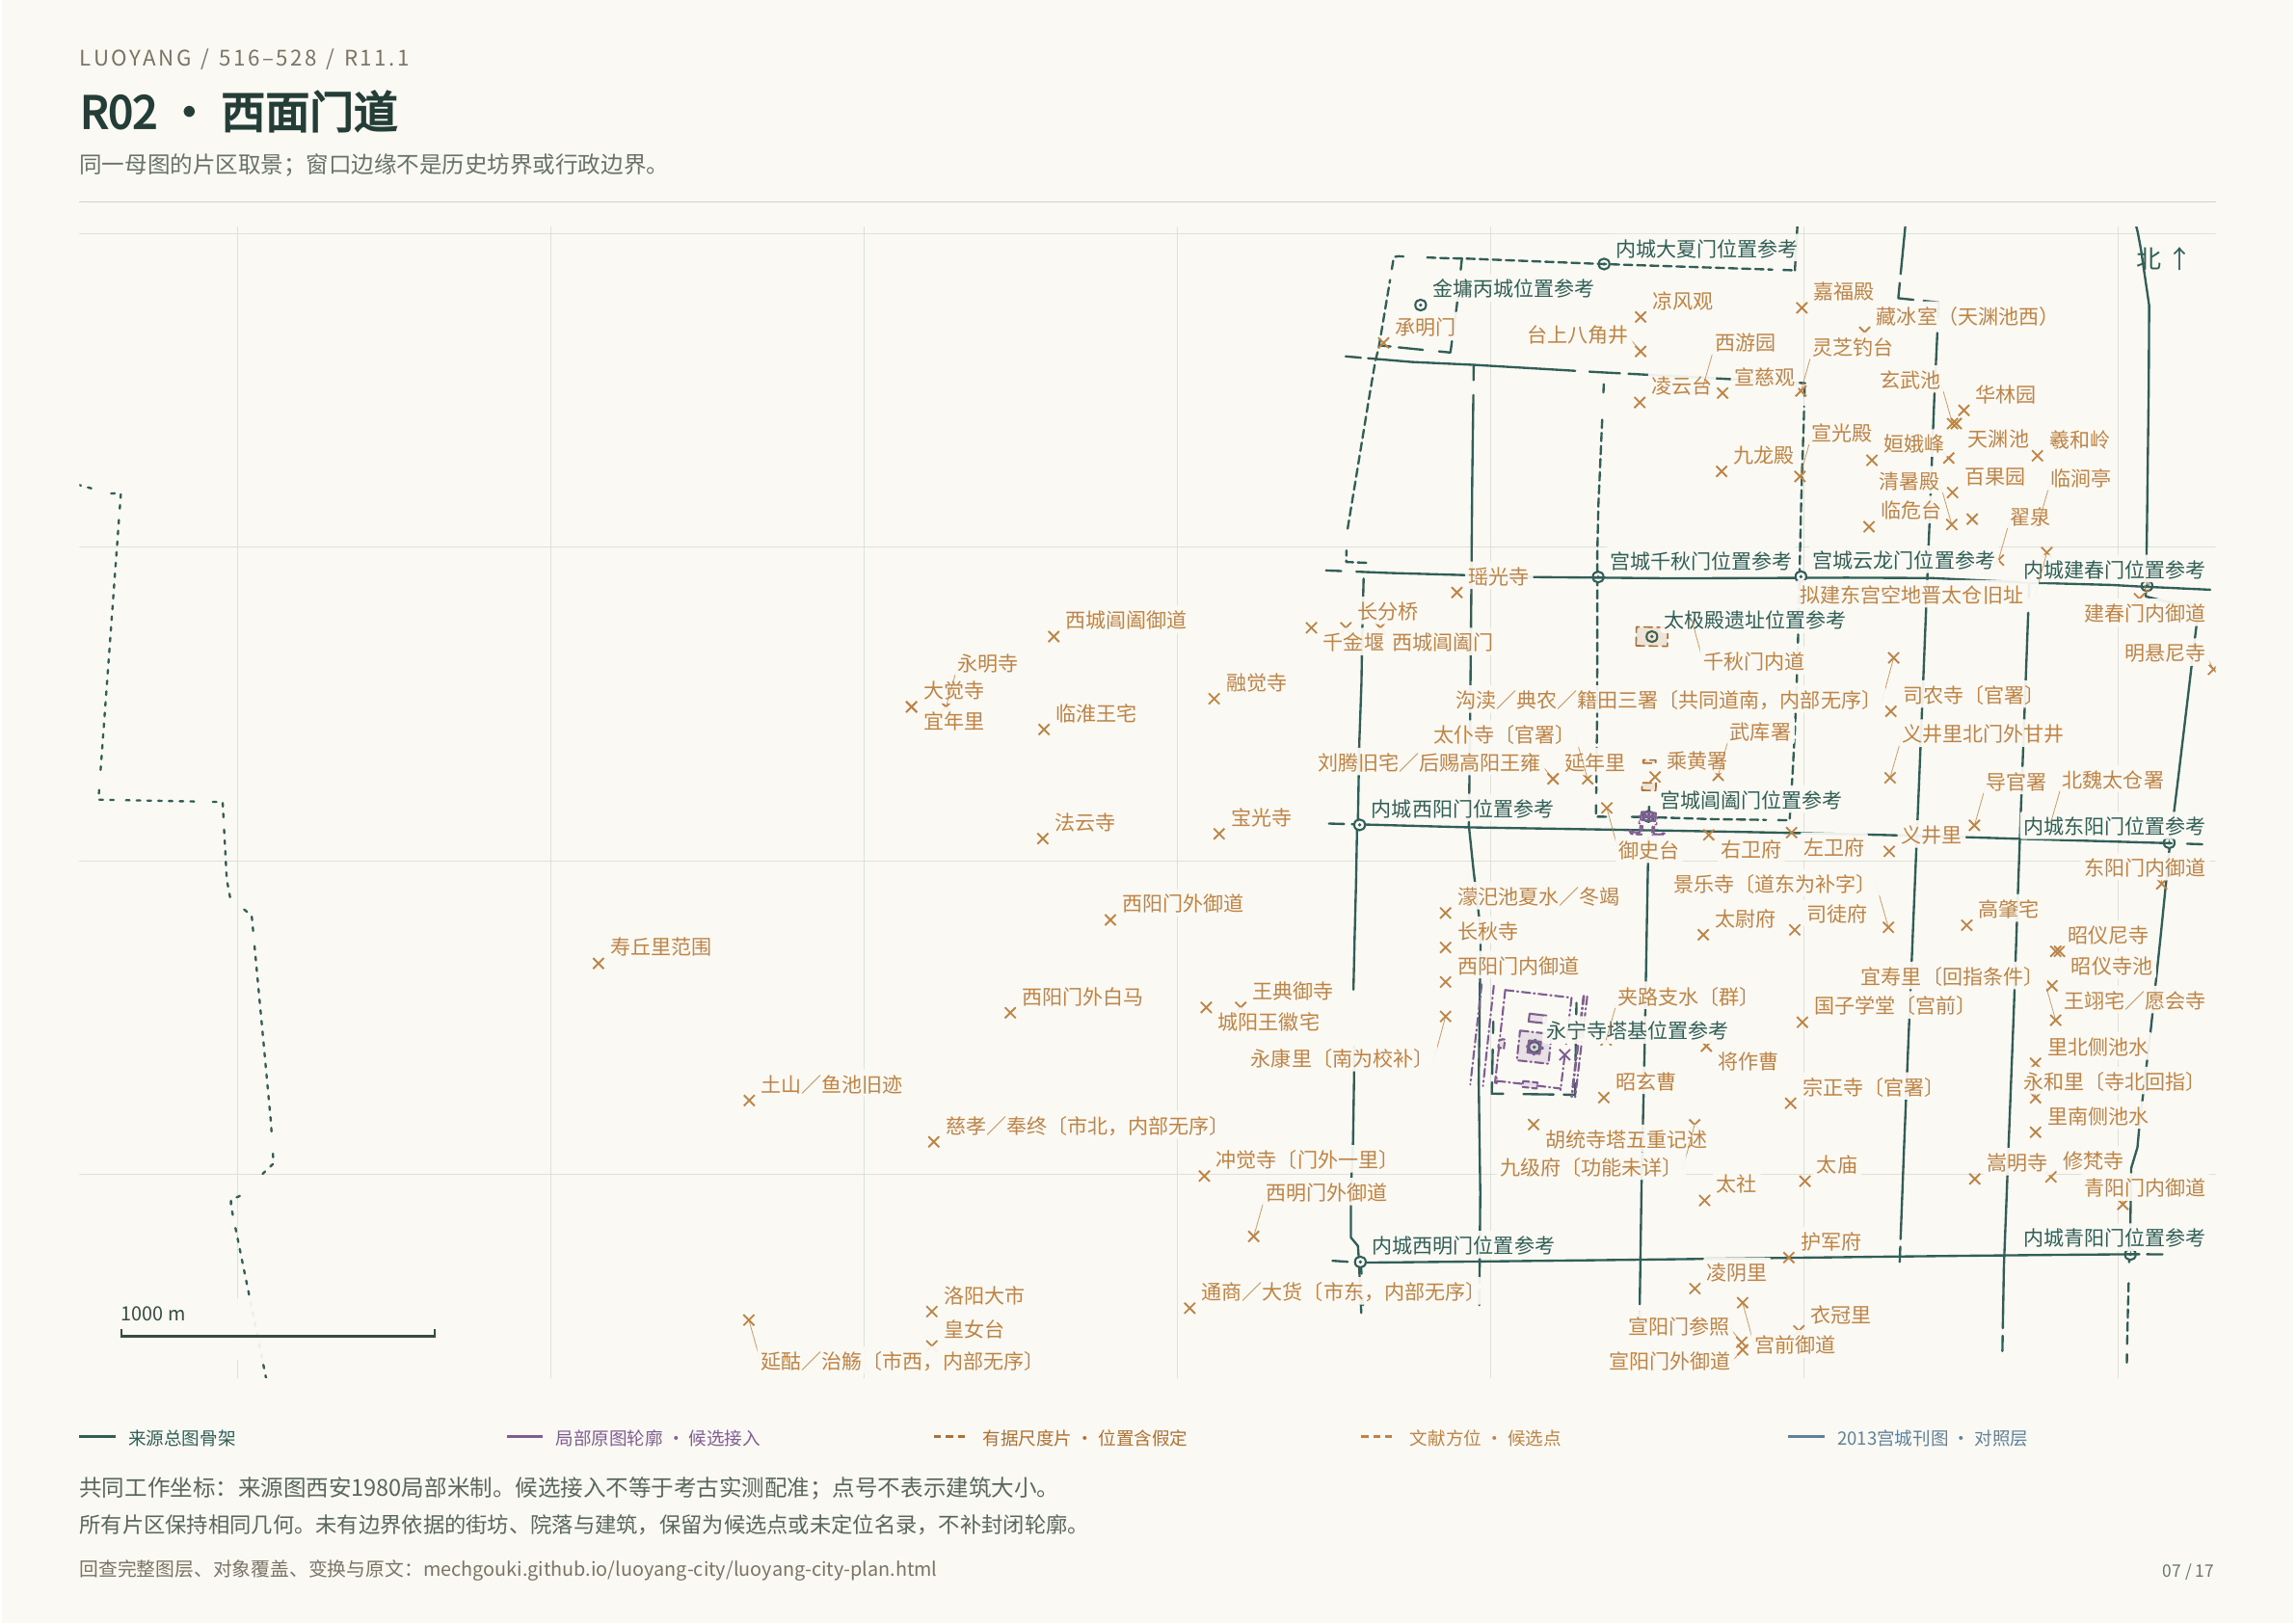 LUOYANG / 516–528 / R11.1
R02 · 西面门道
同一母图的片区取景；窗口边缘不是历史坊界或行政边界。
北 ↑
内城大夏门位置参考
金墉丙城位置参考
承明门
凉风观
台上八角井
嘉福殿
藏冰室（天渊池西）
西游园
灵芝钓台
凌云台
宣慈观
玄武池
华林园
宣光殿
姮娥峰
天渊池
羲和岭
九龙殿
清暑殿
百果园
临涧亭
临危台
翟泉
宫城千秋门位置参考
宫城云龙门位置参考
内城建春门位置参考
瑶光寺
拟建东宫空地晋太仓旧址
建春门内御道
西城阊阖御道
长分桥
千金堰
西城阊阖门
太极殿遗址位置参考
千秋门内道
明悬尼寺
永明寺
大觉寺
宜年里
临淮王宅
融觉寺
沟渎／典农／籍田三署〔共同道南，内部无序〕
司农寺〔官署〕
太仆寺〔官署〕
武库署
义井里北门外甘井
刘腾旧宅／后赐高阳王雍
延年里
乘黄署
导官署
北魏太仓署
内城西阳门位置参考
宫城阊阖门位置参考
法云寺
宝光寺
御史台
右卫府
左卫府
义井里
内城东阳门位置参考
东阳门内御道
西阳门外御道
濛汜池夏水／冬竭
景乐寺〔道东为补字〕
太尉府
司徒府
高肇宅
寿丘里范围
长秋寺
昭仪尼寺
西阳门内御道
昭仪寺池
宜寿里〔回指条件〕
西阳门外白马
王典御寺
城阳王徽宅
夹路支水〔群〕
国子学堂〔宫前〕
王翊宅／愿会寺
永宁寺塔基位置参考
永康里〔南为校补〕
将作曹
里北侧池水
土山／鱼池旧迹
昭玄曹
宗正寺〔官署〕
永和里〔寺北回指〕
慈孝／奉终〔市北，内部无序〕
胡统寺塔五重记述
里南侧池水
冲觉寺〔门外一里〕
九级府〔功能未详〕
太庙
嵩明寺
修梵寺
西明门外御道
太社
青阳门内御道
内城西明门位置参考
护军府
内城青阳门位置参考
凌阴里
洛阳大市
通商／大货〔市东，内部无序〕
衣冠里
皇女台
宣阳门参照
宫前御道
延酤／治觞〔市西，内部无序〕
宣阳门外御道
1000 m
来源总图骨架
局部原图轮廓 · 候选接入
有据尺度片 · 位置含假定
文献方位 · 候选点
2013宫城刊图 · 对照层
共同工作坐标：来源图西安1980局部米制。候选接入不等于考古实测配准；点号不表示建筑大小。
所有片区保持相同几何。未有边界依据的街坊、院落与建筑，保留为候选点或未定位名录，不补封闭轮廓。
回查完整图层、对象覆盖、变换与原文：mechgouki.github.io/luoyang-city/luoyang-city-plan.html
07 / 17